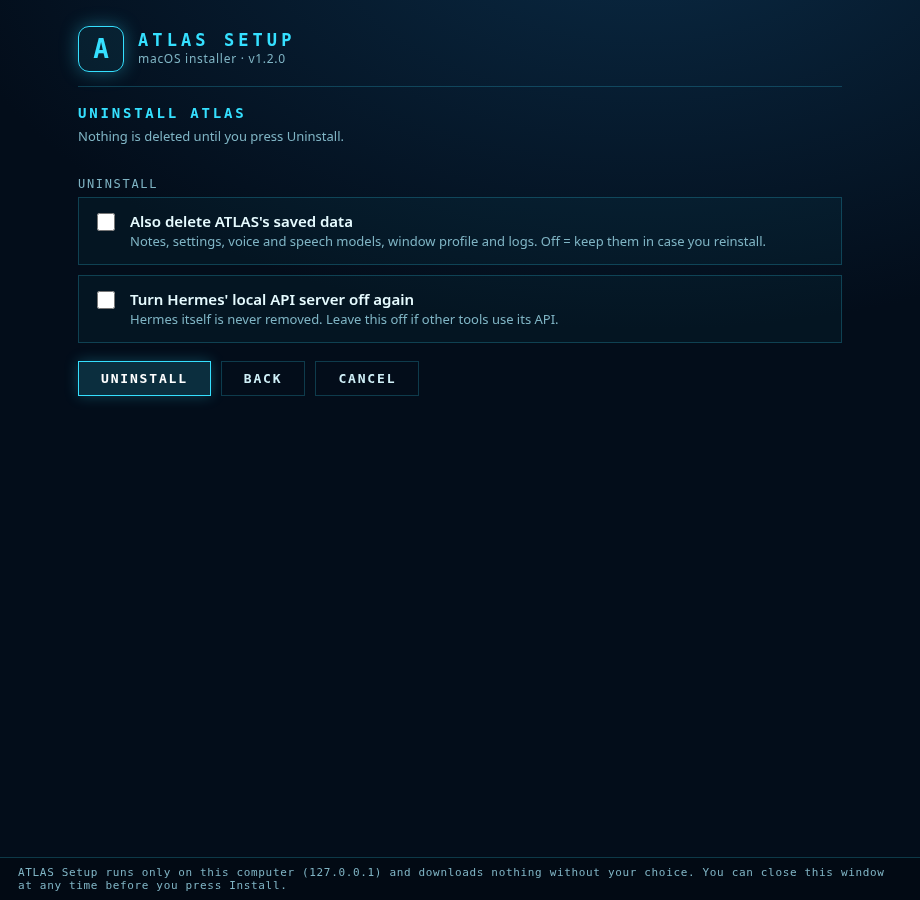 A
ATLAS SETUP
macOS installer · v1.2.0
UNINSTALL ATLAS
Nothing is deleted until you press Uninstall.
UNINSTALL
Also delete ATLAS's saved data
Notes, settings, voice and speech models, window profile and logs. Off = keep them in case you reinstall.
Turn Hermes' local API server off again
Hermes itself is never removed. Leave this off if other tools use its API.
UNINSTALL BACK CANCEL
ATLAS Setup runs only on this computer (127.0.0.1) and downloads nothing without your choice. You can close this window
at any time before you press Install.